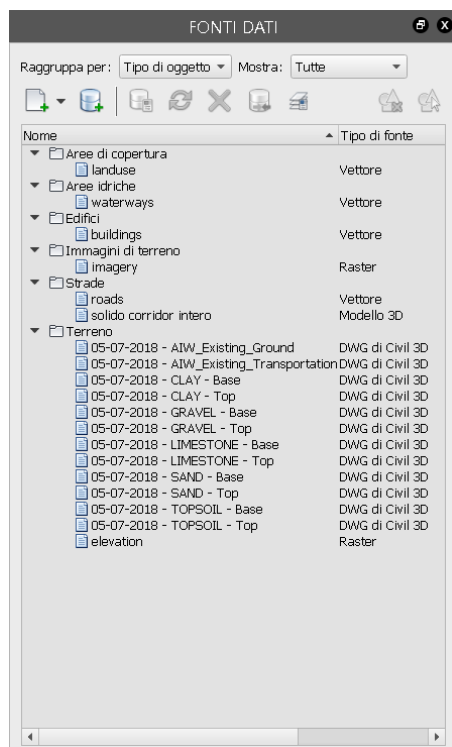 FONTI DATI
Raggruppa per: Tipo di oggetto Mostra: Tutte
Nome Tipo di fonte
Aree di copertura
landuse Vettore
Aree idriche
waterways Vettore
Edifici
buildings Vettore
Immagini di terreno
imagery Raster
Strade
roads Vettore
solido corridor intero Modello 3D
Terreno
05-07-2018 - AIW_Existing_Ground DWG di Civil 3D
05-07-2018 - AIW_Existing_Transportation DWG di Civil 3D
05-07-2018 - CLAY - Base DWG di Civil 3D
05-07-2018 - CLAY - Top DWG di Civil 3D
05-07-2018 - GRAVEL - Base DWG di Civil 3D
05-07-2018 - GRAVEL - Top DWG di Civil 3D
05-07-2018 - LIMESTONE - Base DWG di Civil 3D
05-07-2018 - LIMESTONE - Top DWG di Civil 3D
05-07-2018 - SAND - Base DWG di Civil 3D
05-07-2018 - SAND - Top DWG di Civil 3D
05-07-2018 - TOPSOIL - Base DWG di Civil 3D
05-07-2018 - TOPSOIL - Top DWG di Civil 3D
elevation Raster